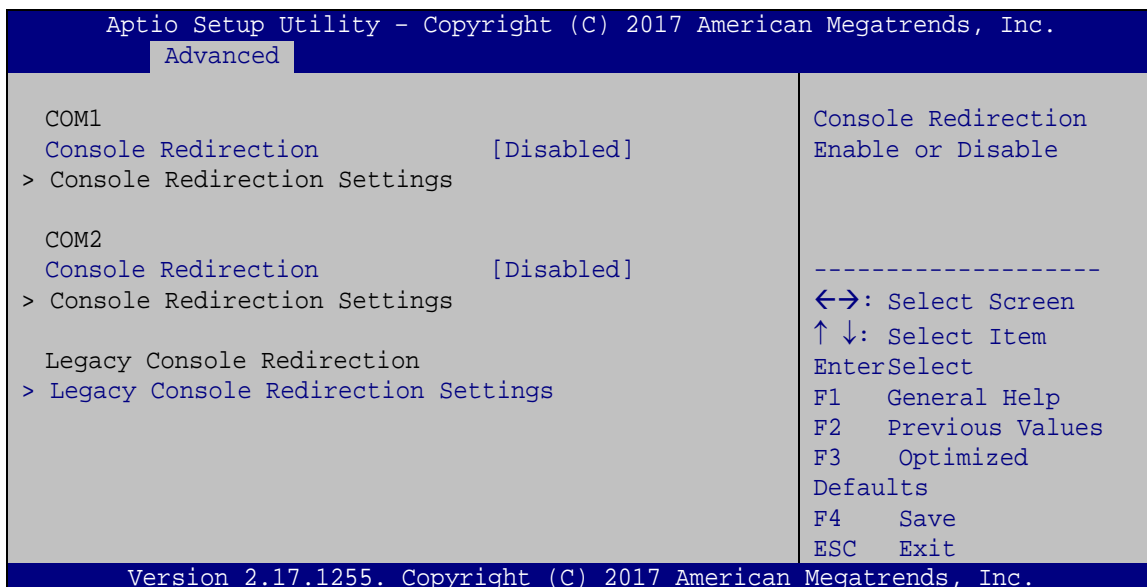 Aptio Setup Utility – Copyright (C) 2017 American Megatrends, Inc.
Advanced
COM1
Console Redirection [Disabled]
> Console Redirection Settings
COM2
Console Redirection [Disabled]
> Console Redirection Settings
Legacy Console Redirection
> Legacy Console Redirection Settings
Console Redirection
Enable or Disable
--------------------
←→: Select Screen
↑ ↓: Select Item
EnterSelect
F1 General Help
F2 Previous Values
F3 Optimized
Defaults
F4 Save
ESC Exit
Version 2.17.1255. Copyright (C) 2017 American Megatrends, Inc.